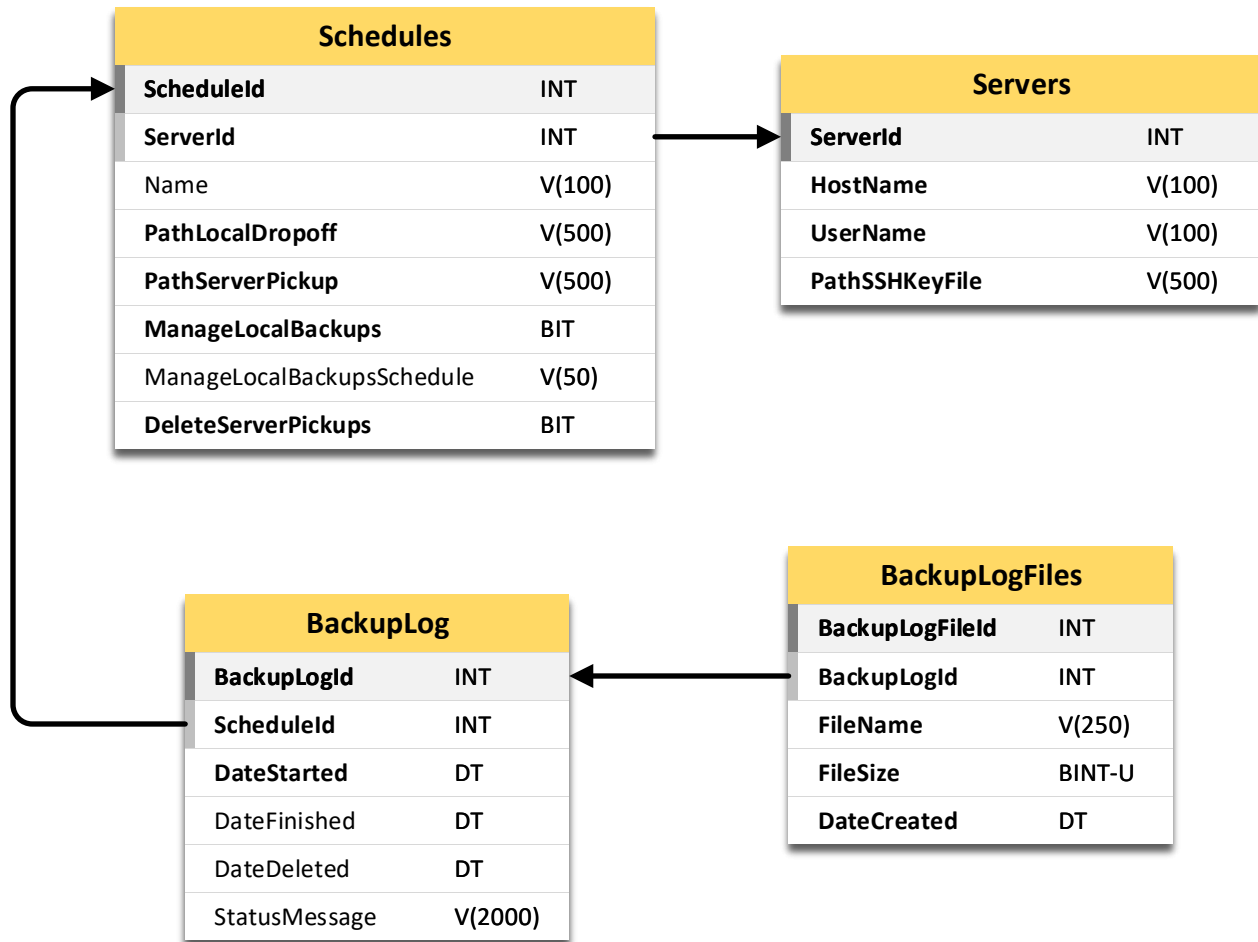 Schedules
ScheduleId INT
ServerId INT
Name V(100)
PathLocalDropoff V(500)
PathServerPickup V(500)
ManageLocalBackups BIT
ManageLocalBackupsSchedule V(50)
DeleteServerPickups BIT
Servers
ServerId INT
HostName V(100)
UserName V(100)
PathSSHKeyFile V(500)
BackupLog
BackupLogId INT
ScheduleId INT
DateStarted DT
DateFinished DT
DateDeleted DT
StatusMessage V(2000)
BackupLogFiles
BackupLogFileId INT
BackupLogId INT
FileName V(250)
FileSize BINT-U
DateCreated DT